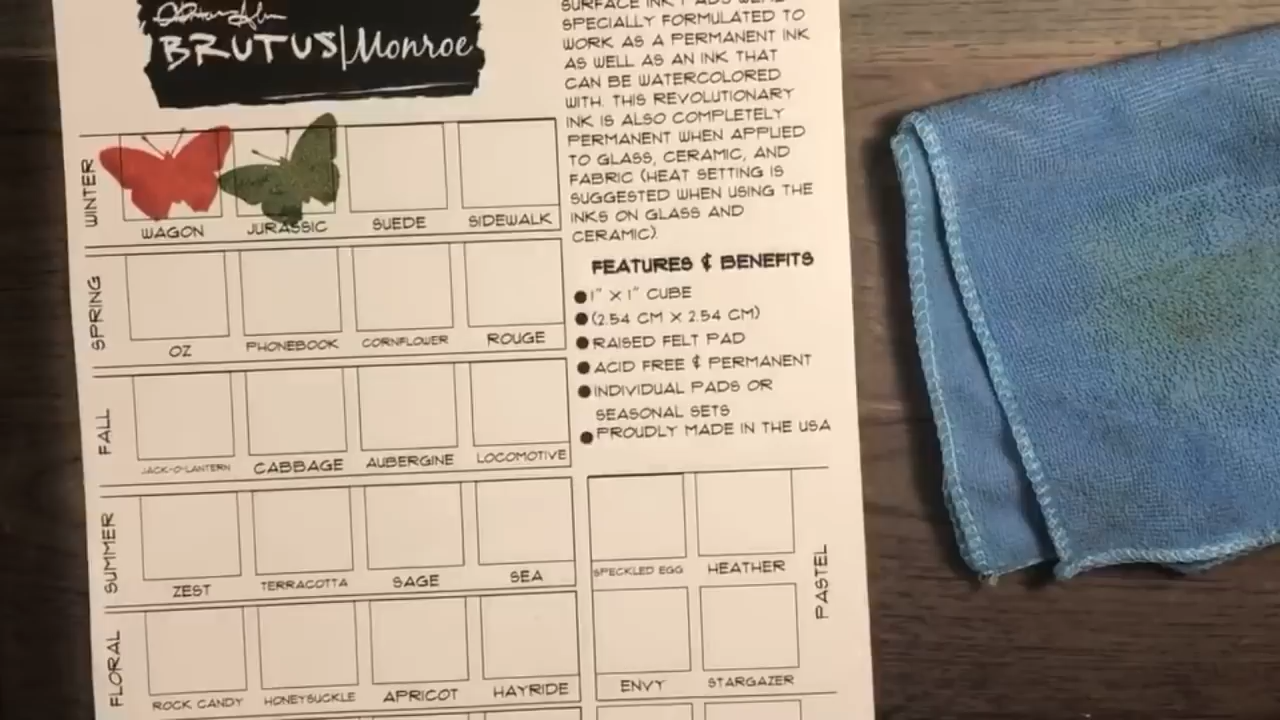 BRUTUS|Monroe
SPECIALLY FORMULATED TO
WORK AS A PERMANENT INK
AS WELL AS AN INK THAT
CAN BE WATERCOLORED
WITH. THIS REVOLUTIONARY
INK IS ALSO COMPLETELY
PERMANENT WHEN APPLIED
TO GLASS, CERAMIC, AND
FABRIC (HEAT SETTING IS
SUGGESTED WHEN USING THE
INKS ON GLASS AND
CERAMIC).
FEATURES & BENEFITS
1" X 1" CUBE
(2.54 CM X 2.54 CM)
RAISED FELT PAD
ACID FREE & PERMANENT
INDIVIDUAL PADS OR
SEASONAL SETS
PROUDLY MADE IN THE USA
WINTER
WAGON JURASSIC SUEDE SIDEWALK
SPRING
OZ PHONEBOOK CORNFLOWER ROUGE
FALL
JACK-O-LANTERN CABBAGE AUBERGINE LOCOMOTIVE
SUMMER
ZEST TERRACOTTA SAGE SEA
FLORAL
ROCK CANDY HONEYSUCKLE APRICOT HAYRIDE
PASTEL
SPECKLED EGG HEATHER
ENVY STARGAZER